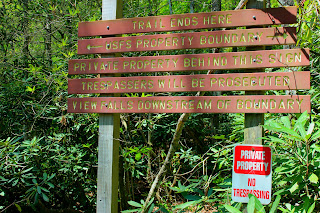 TRAIL ENDS HERE
← USFS PROPERTY BOUNDARY
PRIVATE PROPERTY BEHIND THIS SIGN
TRESPASSERS WILL BE PROSECUTED
VIEW FALLS DOWNSTREAM OF BOUNDARY
PRIVATE
PROPERTY
NO
TRESPASSING